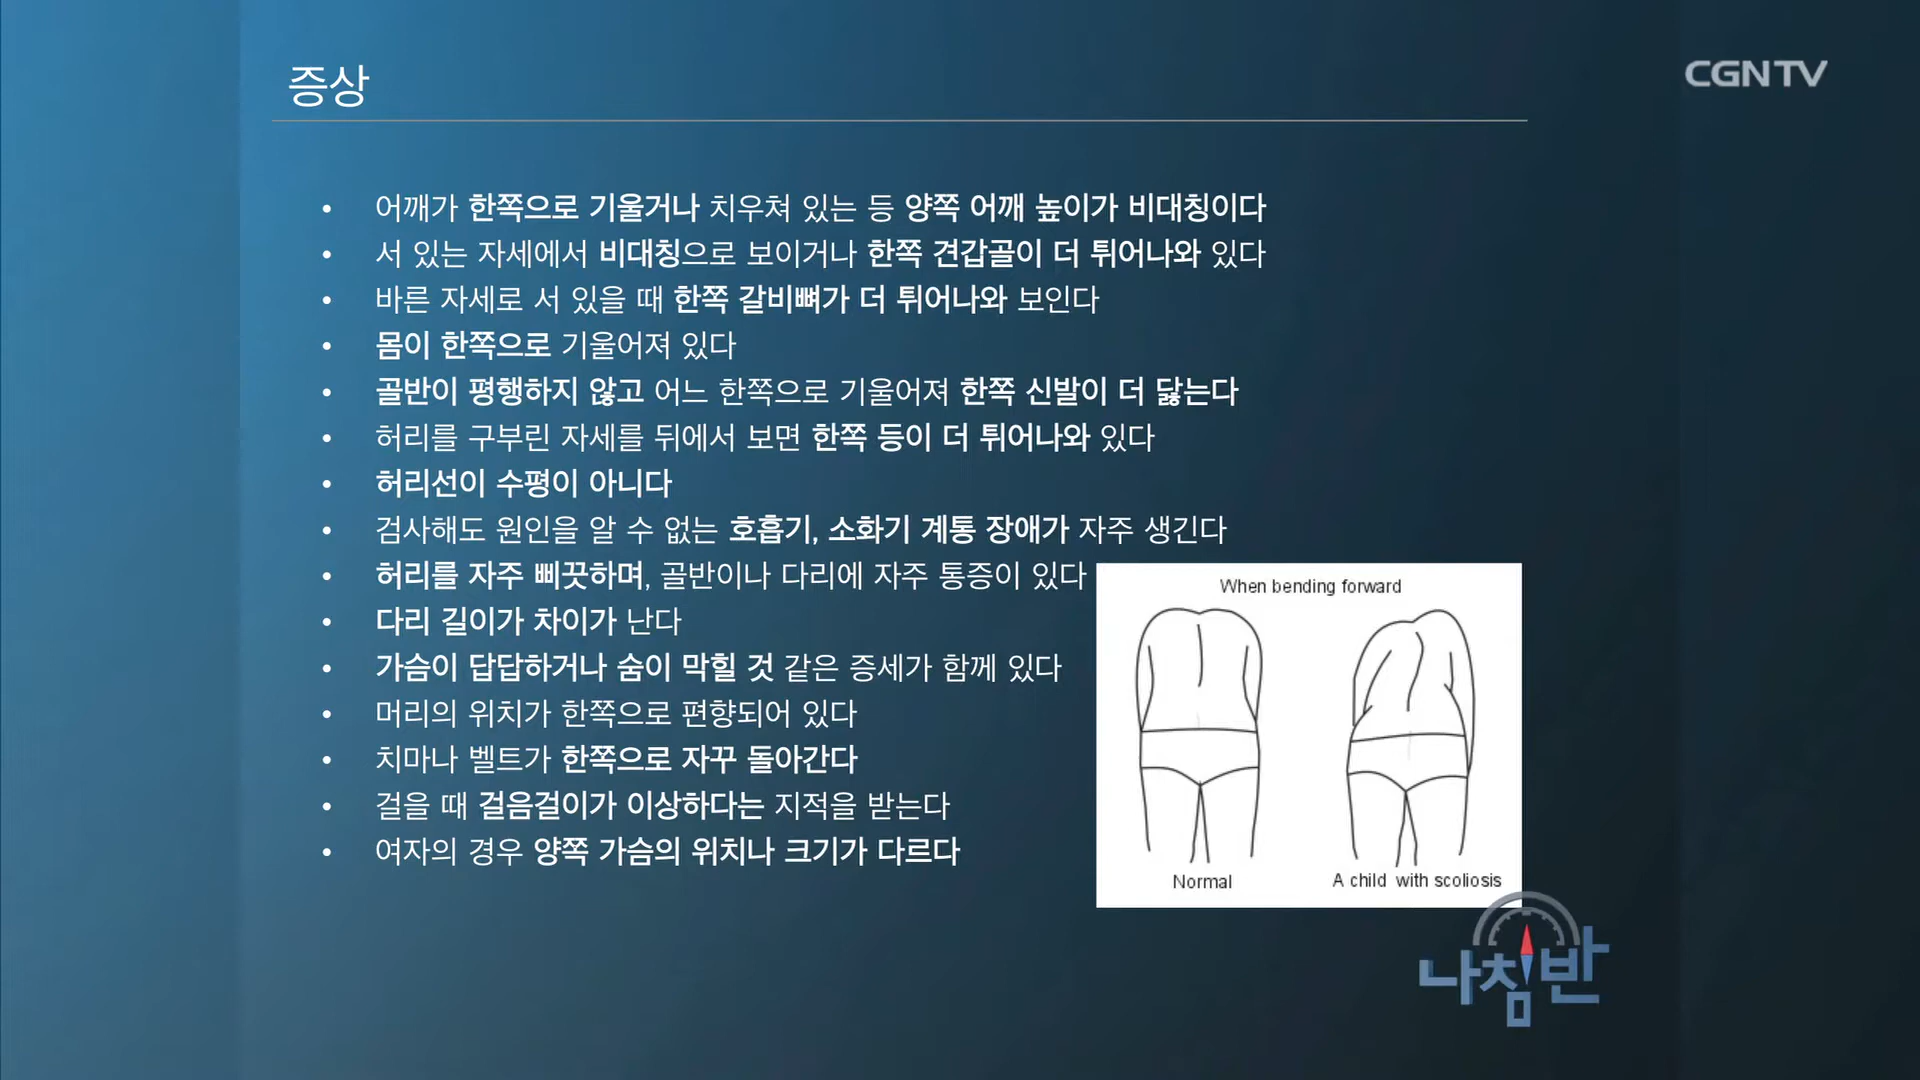 증상
CGNTV
• 어깨가 한쪽으로 기울거나 치우쳐 있는 등 양쪽 어깨 높이가 비대칭이다
• 서 있는 자세에서 비대칭으로 보이거나 한쪽 견갑골이 더 튀어나와 있다
• 바른 자세로 서 있을 때 한쪽 갈비뼈가 더 튀어나와 보인다
• 몸이 한쪽으로 기울어져 있다
• 골반이 평행하지 않고 어느 한쪽으로 기울어져 한쪽 신발이 더 닳는다
• 허리를 구부린 자세를 뒤에서 보면 한쪽 등이 더 튀어나와 있다
• 허리선이 수평이 아니다
• 검사해도 원인을 알 수 없는 호흡기, 소화기 계통 장애가 자주 생긴다
• 허리를 자주 삐끗하며, 골반이나 다리에 자주 통증이 있다
• 다리 길이가 차이가 난다
• 가슴이 답답하거나 숨이 막힐 것 같은 증세가 함께 있다
• 머리의 위치가 한쪽으로 편향되어 있다
• 치마나 벨트가 한쪽으로 자꾸 돌아간다
• 걸을 때 걸음걸이가 이상하다는 지적을 받는다
• 여자의 경우 양쪽 가슴의 위치나 크기가 다르다
When bending forward
Normal
A child with scoliosis
나침반